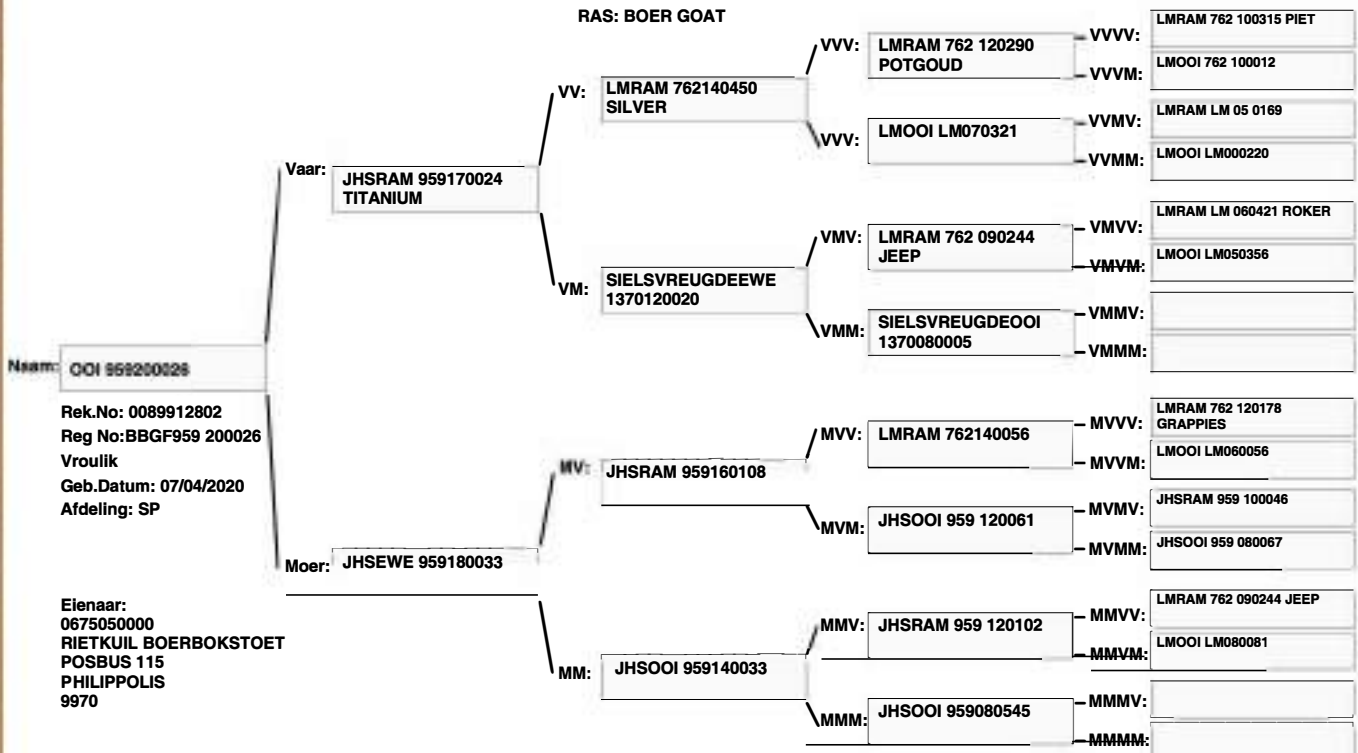 RAS: BOER GOAT
Naam: OOI 959200026
Rek.No: 0089912802
Reg No:BBGF959 200026
Vroulik
Geb.Datum: 07/04/2020
Afdeling: SP
Eienaar:
0675050000
RIETKUIL BOERBOKSTOET
POSBUS 115
PHILIPPOLIS
9970
Vaar: JHSRAM 959170024
TITANIUM
Moer: JHSEWE 959180033
VV: LMRAM 762140450
SILVER
VM: SIELSVREUGDEEWE
1370120020
MV: JHSRAM 959160108
MM: JHSOOI 959140033
VVV: LMRAM 762 120290
POTGOUD
VVV: LMOOI LM070321
VMV: LMRAM 762 090244
JEEP
VMM: SIELSVREUGDEOOI
1370080005
MVV: LMRAM 762140056
MVM: JHSOOI 959 120061
MMV: JHSRAM 959 120102
MMM: JHSOOI 959080545
VVVV: LMRAM 762 100315 PIET
VVVM: LMOOI 762 100012
VVMV: LMRAM LM 05 0169
VVMM: LMOOI LM000220
VMVV: LMRAM LM 060421 ROKER
VMVM: LMOOI LM050356
VMMV:
VMMM:
MVVV: LMRAM 762 120178
GRAPPIES
MVVM: LMOOI LM060056
MVMV: JHSRAM 959 100046
MVMM: JHSOOI 959 080067
MMVV: LMRAM 762 090244 JEEP
MMVM: LMOOI LM080081
MMMV:
MMMM: